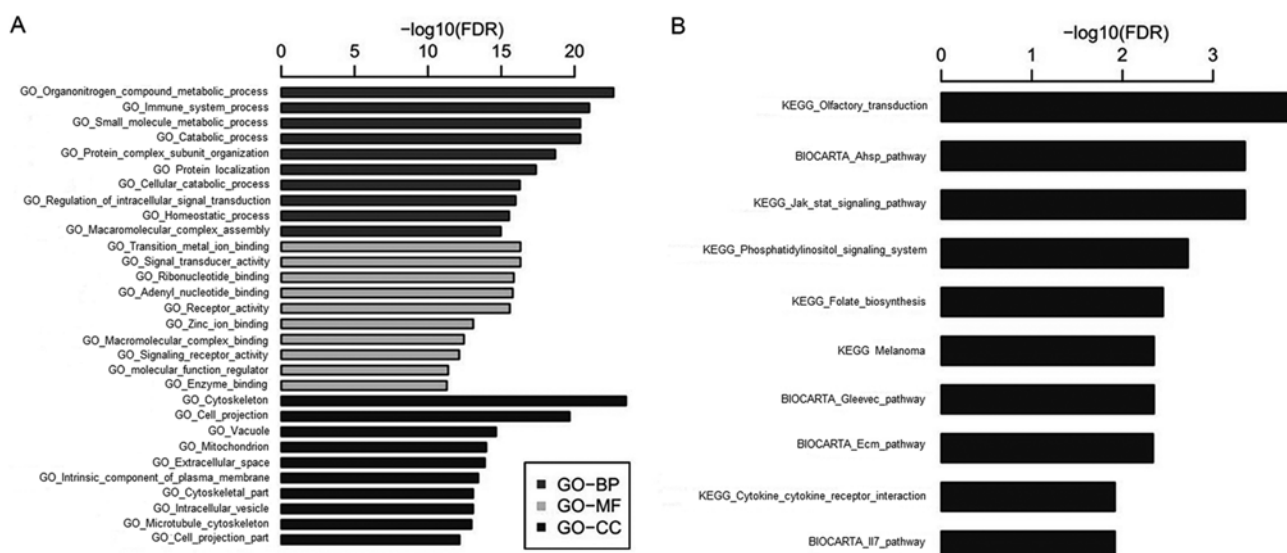 A
−log10(FDR)
0 5 10 15 20
GO_Organonitrogen_compound_metabolic_process
GO_Immune_system_process
GO_Small_molecule_metabolic_process
GO_Catabolic_process
GO_Protein_complex_subunit_organization
GO_Protein_localization
GO_Cellular_catabolic_process
GO_Regulation_of_intracellular_signal_transduction
GO_Homeostatic_process
GO_Macaromolecular_complex_assembly
GO_Transition_metal_ion_binding
GO_Signal_transducer_activity
GO_Ribonucleotide_binding
GO_Adenyl_nucleotide_binding
GO_Receptor_activity
GO_Zinc_ion_binding
GO_Macromolecular_complex_binding
GO_Signaling_receptor_activity
GO_molecular_function_regulator
GO_Enzyme_binding
GO_Cytoskeleton
GO_Cell_projection
GO_Vacuole
GO_Mitochondrion
GO_Extracellular_space
GO_Intrinsic_component_of_plasma_membrane
GO_Cytoskeletal_part
GO_Intracellular_vesicle
GO_Microtubule_cytoskeleton
GO_Cell_projection_part
GO−BP
GO−MF
GO−CC
B
−log10(FDR)
0 1 2 3
KEGG_Olfactory_transduction
BIOCARTA_Ahsp_pathway
KEGG_Jak_stat_signaling_pathway
KEGG_Phosphatidylinositol_signaling_system
KEGG_Folate_biosynthesis
KEGG_Melanoma
BIOCARTA_Gleevec_pathway
BIOCARTA_Ecm_pathway
KEGG_Cytokine_cytokine_receptor_interaction
BIOCARTA_Il7_pathway